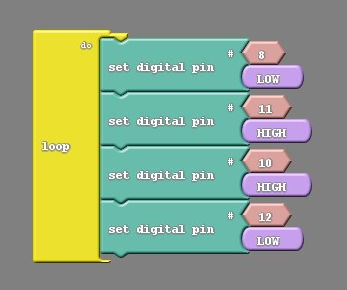 do
# 8
set digital pin
LOW
# 11
set digital pin
HIGH
loop
# 10
set digital pin
HIGH
# 12
set digital pin
LOW